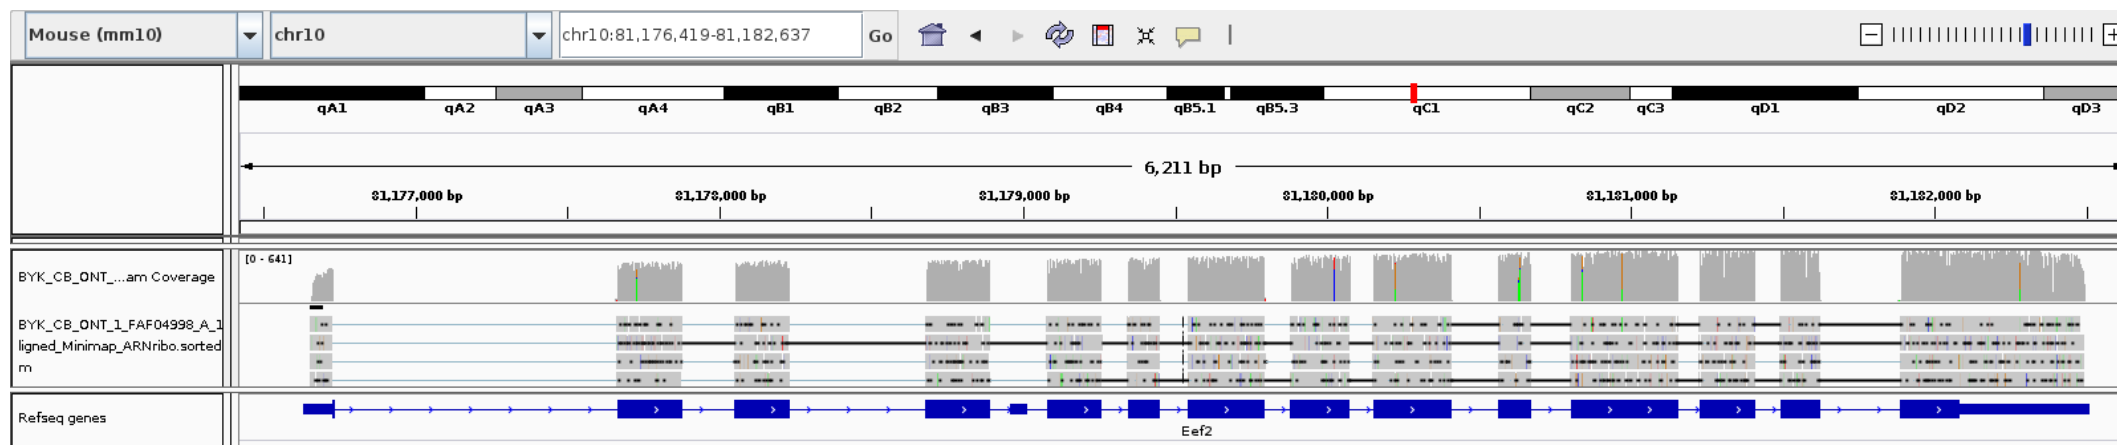 Mouse (mm10) chr10 chr10:81,176,419-81,182,637 Go
qA1 qA2 qA3 qA4 qB1 qB2 qB3 qB4 qB5.1 qB5.3 qC1 qC2 qC3 qD1 qD2 qD3
6,211 bp
81,177,000 bp 81,178,000 bp 81,179,000 bp 81,180,000 bp 81,181,000 bp 81,182,000 bp
[0 - 641]
BYK_CB_ONT_...am Coverage
BYK_CB_ONT_1_FAF04998_A_1
ligned_Minimap_ARNribo.sorted
m
Refseq genes
Eef2